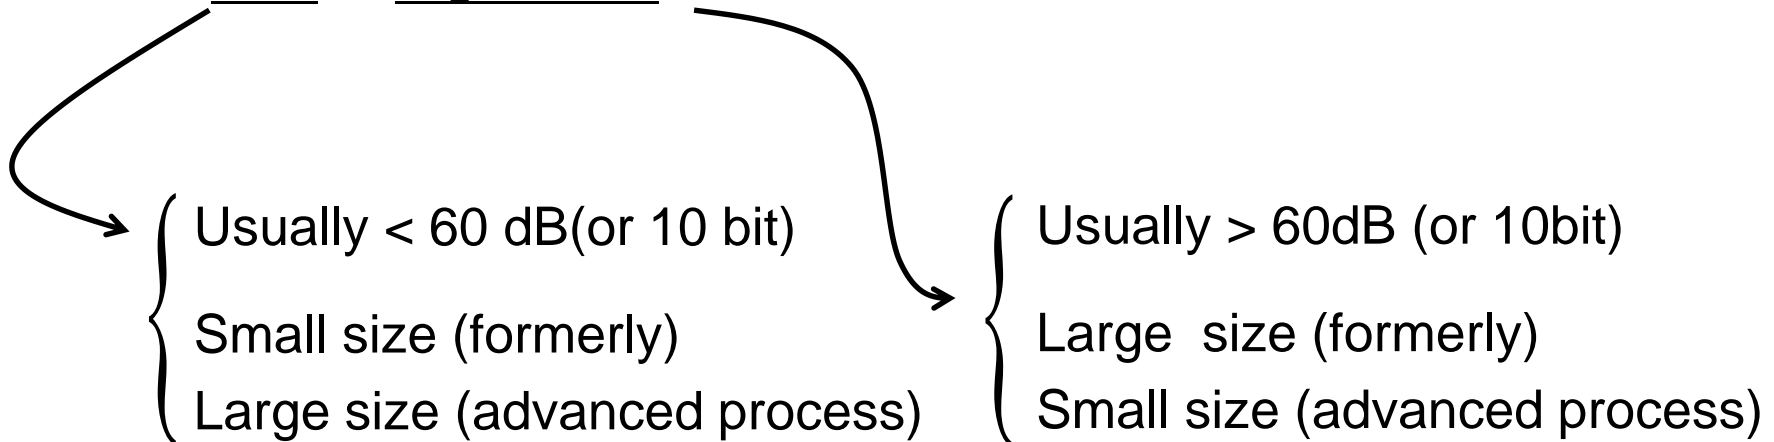 Usually < 60 dB(or 10 bit)
Small size (formerly)
Large size (advanced process)
Usually > 60dB (or 10bit)
Large  size (formerly)
Small size (advanced process)